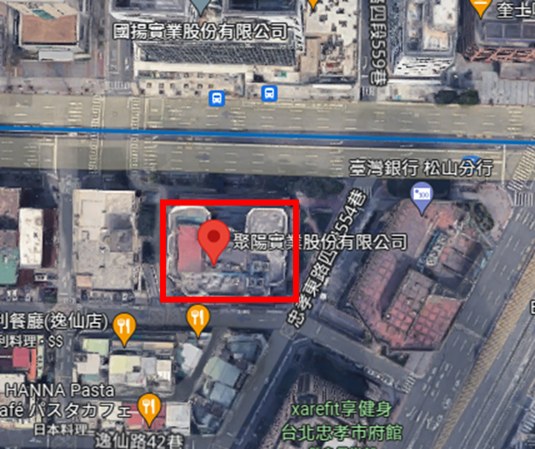 國揚實業股份有限公司
四段559巷
奎士
臺灣銀行 松山分行
聚陽實業股份有限公司
忠孝東路四段554巷
利餐廳(逸仙店)
利料理·$$
HANNA Pasta
afé パスタカフェ
日本料理
逸仙路42巷
xarefit享健身
台北忠孝市府館